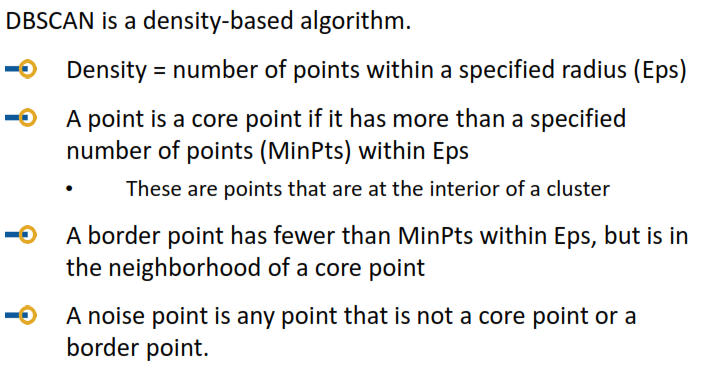 DBSCAN is a density-based algorithm.
Density = number of points within a specified radius (Eps)
A point is a core point if it has more than a specified
number of points (MinPts) within Eps
• These are points that are at the interior of a cluster
A border point has fewer than MinPts within Eps, but is in
the neighborhood of a core point
A noise point is any point that is not a core point or a
border point.